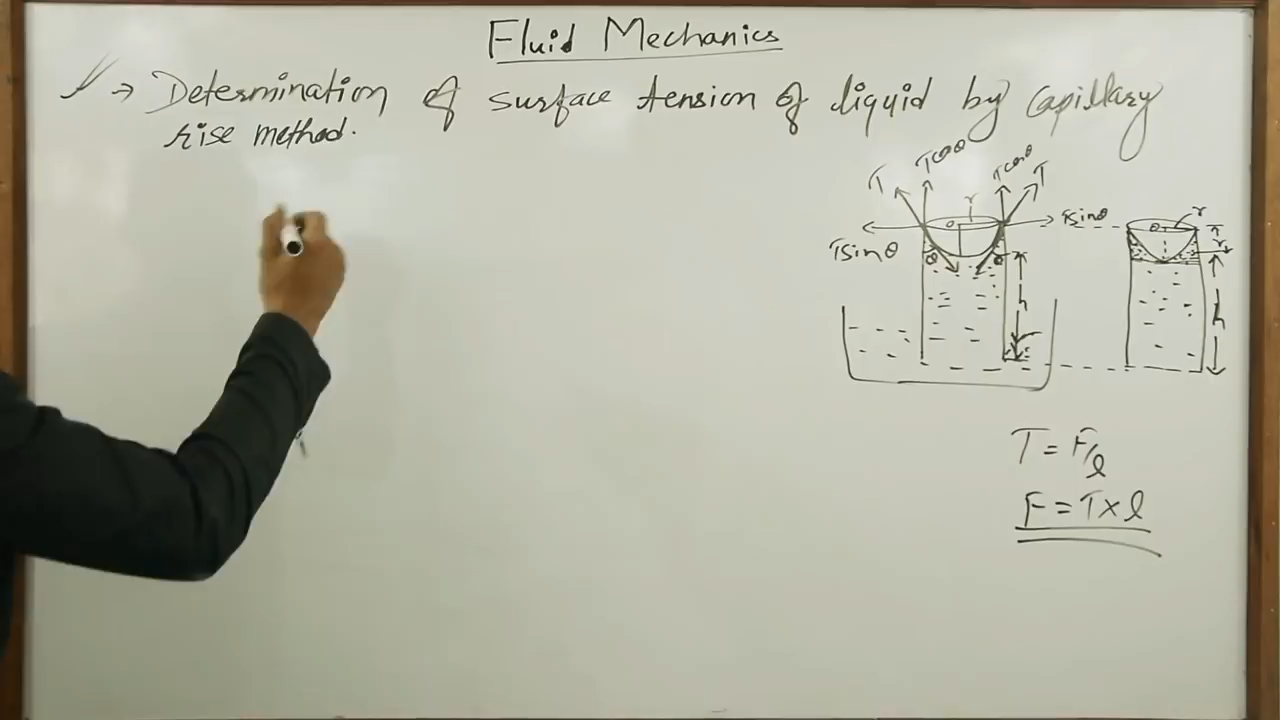 Fluid Mechanics
→ Determination of surface tension of liquid by capillary
rise method.
Tcosθ
Tcosθ
T
T
r
r
Tsinθ
θ
Tsinθ
θ
r
θ
θ
h
h
T = F/l
F = T × l